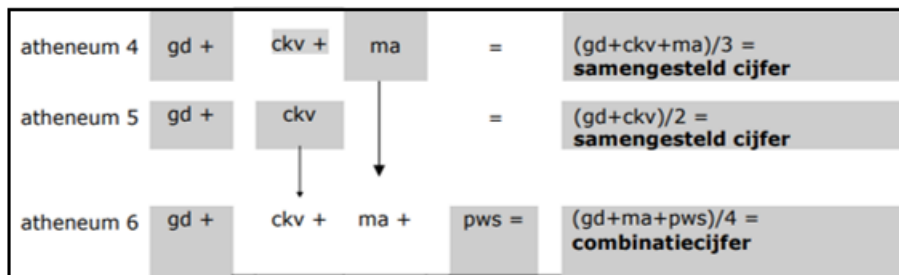 atheneum 4 gd + ckv + ma = (gd+ckv+ma)/3 =
samengesteld cijfer
atheneum 5 gd + ckv = (gd+ckv)/2 =
samengesteld cijfer
atheneum 6 gd + ckv + ma + pws = (gd+ma+pws)/4 =
combinatiecijfer